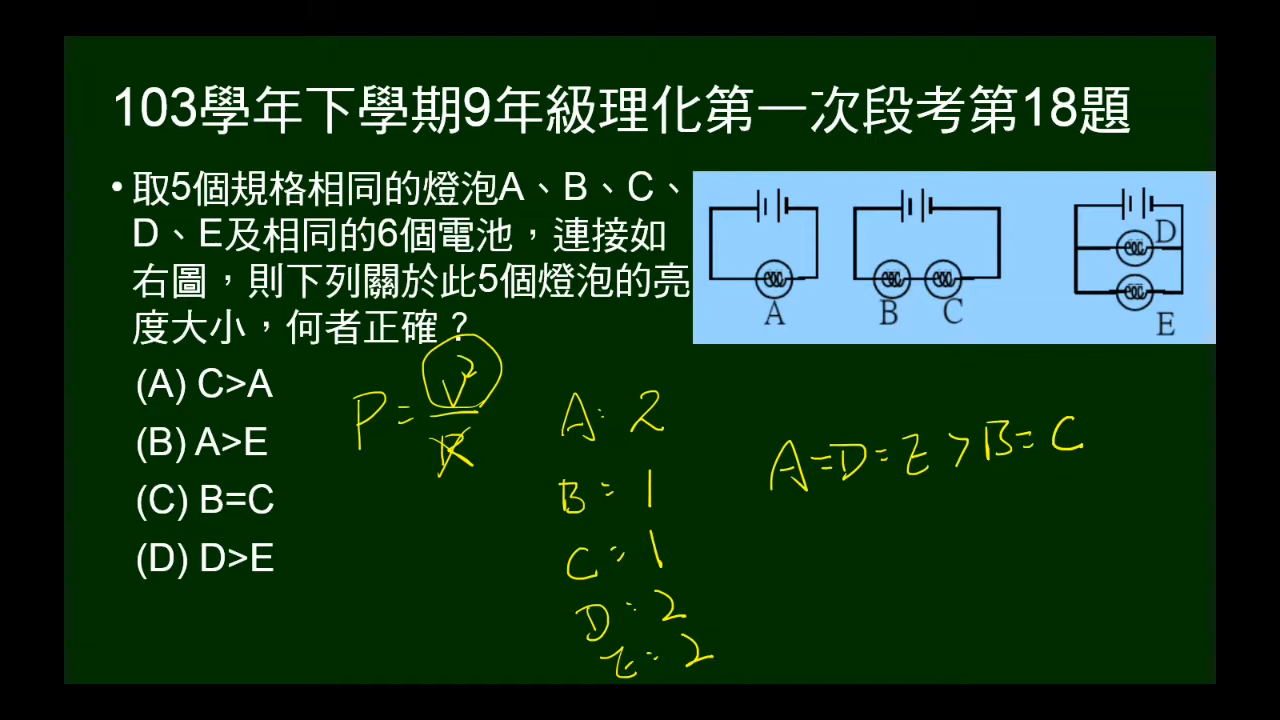 103學年下學期9年級理化第一次段考第18題
• 取5個規格相同的燈泡A、B、C、
D、E及相同的6個電池，連接如
右圖，則下列關於此5個燈泡的亮
度大小，何者正確？
(A) C>A
(B) A>E
(C) B=C
(D) D>E
A
B C
D
E
P=V²/R
A: 2
B = 1
C = 1
D = 2
E = 2
A=D=E>B=C